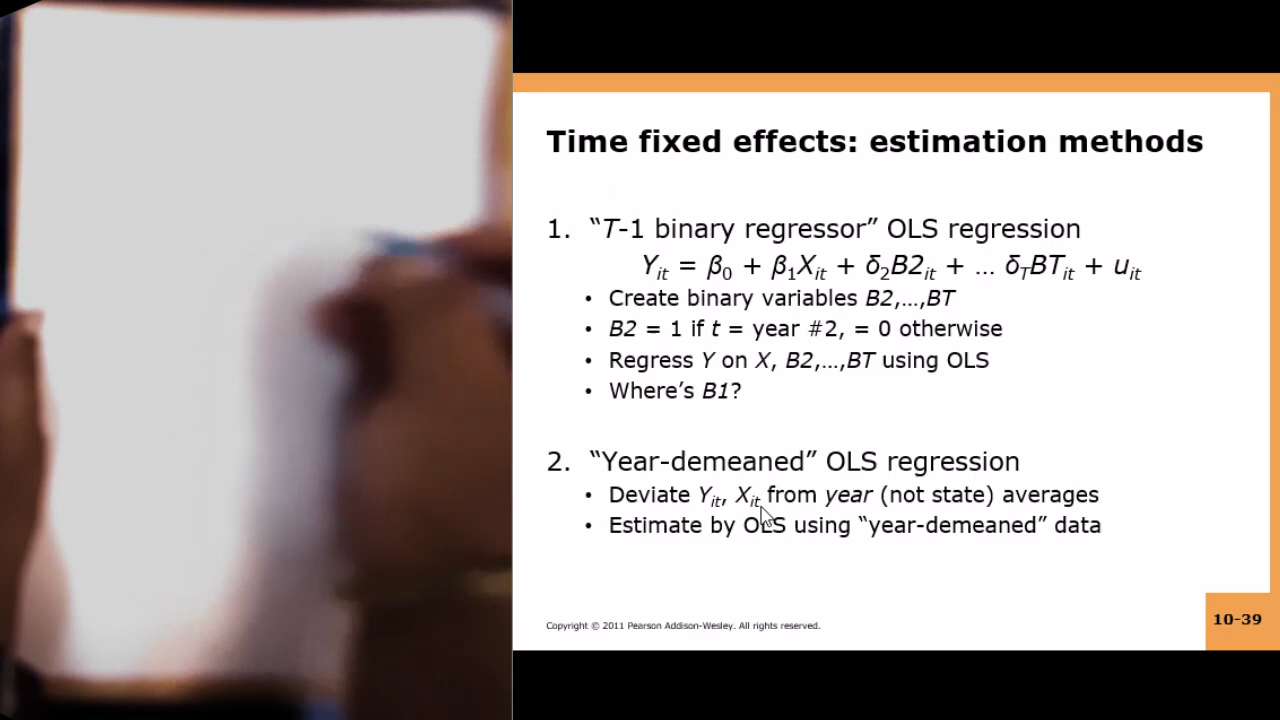 Time fixed effects: estimation methods
1. “T-1 binary regressor” OLS regression
Yit = β0 + β1Xit + δ2B2it + … δTBTit + uit
• Create binary variables B2,…,BT
• B2 = 1 if t = year #2, = 0 otherwise
• Regress Y on X, B2,…,BT using OLS
• Where’s B1?
2. “Year-demeaned” OLS regression
• Deviate Yit, Xit from year (not state) averages
• Estimate by OLS using “year-demeaned” data
Copyright © 2011 Pearson Addison-Wesley. All rights reserved.
10-39